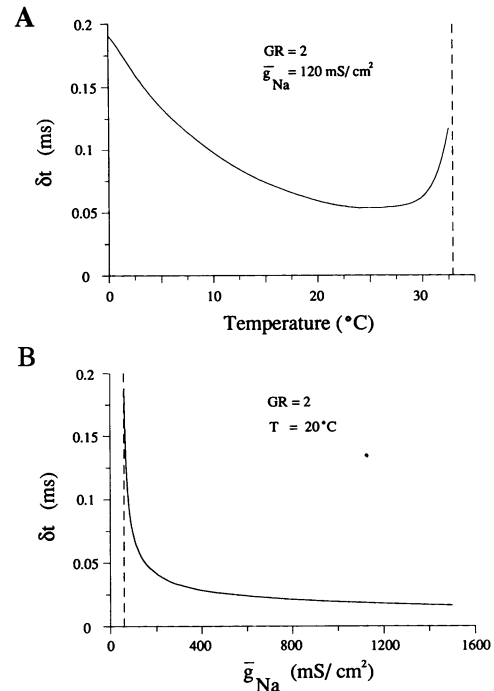 A
0.2
0.15
0.1
0.05
0
δt (ms)
GR = 2
g̅Na = 120 mS/cm²
0
10
20
30
Temperature (°C)
B
0.2
0.15
0.1
0.05
0
δt (ms)
GR = 2
T = 20°C
0
400
800
1200
1600
g̅Na (mS/cm²)